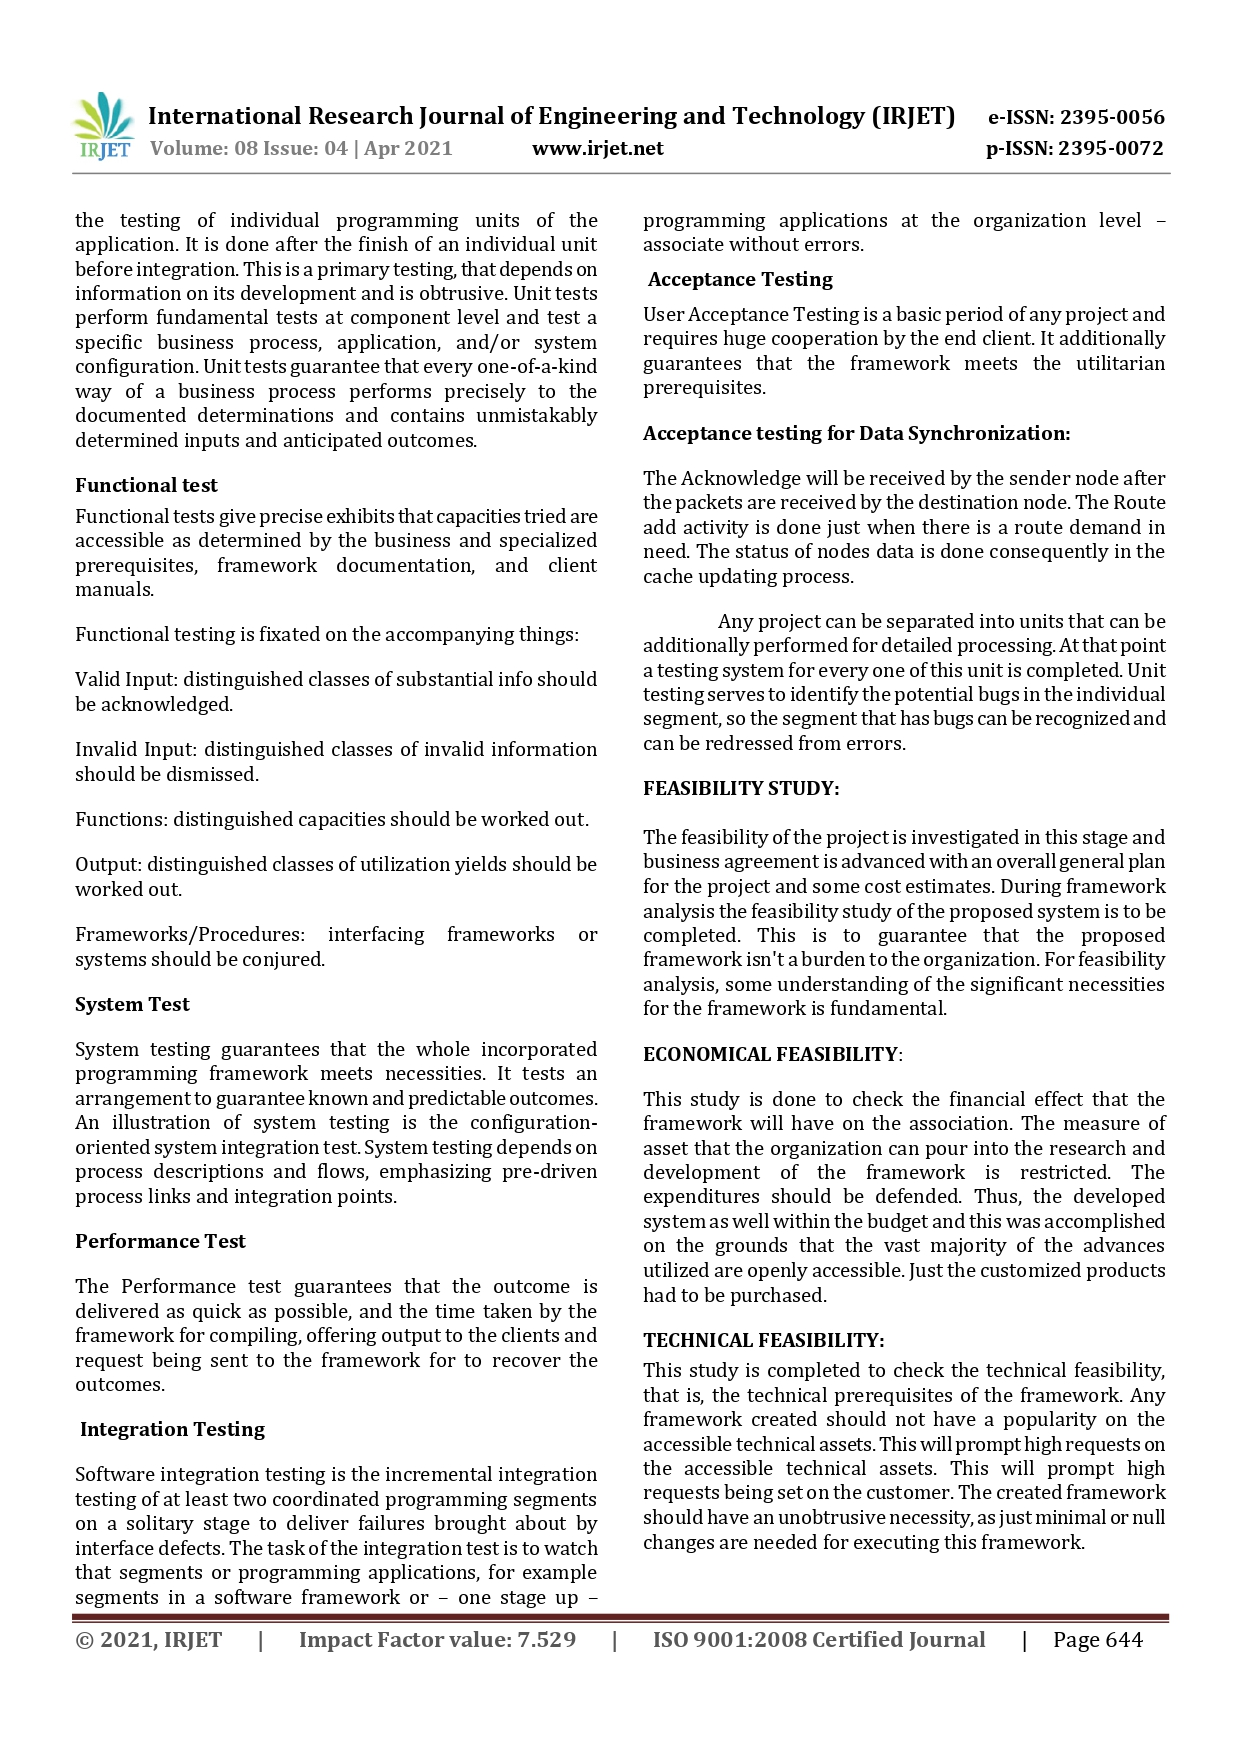 International Research Journal of Engineering and Technology (IRJET) e-ISSN: 2395-0056
IRJET Volume: 08 Issue: 04 | Apr 2021 www.irjet.net p-ISSN: 2395-0072
the testing of individual programming units of the
application. It is done after the finish of an individual unit
before integration. This is a primary testing, that depends on
information on its development and is obtrusive. Unit tests
perform fundamental tests at component level and test a
specific business process, application, and/or system
configuration. Unit tests guarantee that every one-of-a-kind
way of a business process performs precisely to the
documented determinations and contains unmistakably
determined inputs and anticipated outcomes.
Functional test
Functional tests give precise exhibits that capacities tried are
accessible as determined by the business and specialized
prerequisites, framework documentation, and client
manuals.
Functional testing is fixated on the accompanying things:
Valid Input: distinguished classes of substantial info should
be acknowledged.
Invalid Input: distinguished classes of invalid information
should be dismissed.
Functions: distinguished capacities should be worked out.
Output: distinguished classes of utilization yields should be
worked out.
Frameworks/Procedures: interfacing frameworks or
systems should be conjured.
System Test
System testing guarantees that the whole incorporated
programming framework meets necessities. It tests an
arrangement to guarantee known and predictable outcomes.
An illustration of system testing is the configuration-
oriented system integration test. System testing depends on
process descriptions and flows, emphasizing pre-driven
process links and integration points.
Performance Test
The Performance test guarantees that the outcome is
delivered as quick as possible, and the time taken by the
framework for compiling, offering output to the clients and
request being sent to the framework for to recover the
outcomes.
Integration Testing
Software integration testing is the incremental integration
testing of at least two coordinated programming segments
on a solitary stage to deliver failures brought about by
interface defects. The task of the integration test is to watch
that segments or programming applications, for example
segments in a software framework or – one stage up –
programming applications at the organization level –
associate without errors.
Acceptance Testing
User Acceptance Testing is a basic period of any project and
requires huge cooperation by the end client. It additionally
guarantees that the framework meets the utilitarian
prerequisites.
Acceptance testing for Data Synchronization:
The Acknowledge will be received by the sender node after
the packets are received by the destination node. The Route
add activity is done just when there is a route demand in
need. The status of nodes data is done consequently in the
cache updating process.
Any project can be separated into units that can be
additionally performed for detailed processing. At that point
a testing system for every one of this unit is completed. Unit
testing serves to identify the potential bugs in the individual
segment, so the segment that has bugs can be recognized and
can be redressed from errors.
FEASIBILITY STUDY:
The feasibility of the project is investigated in this stage and
business agreement is advanced with an overall general plan
for the project and some cost estimates. During framework
analysis the feasibility study of the proposed system is to be
completed. This is to guarantee that the proposed
framework isn't a burden to the organization. For feasibility
analysis, some understanding of the significant necessities
for the framework is fundamental.
ECONOMICAL FEASIBILITY:
This study is done to check the financial effect that the
framework will have on the association. The measure of
asset that the organization can pour into the research and
development of the framework is restricted. The
expenditures should be defended. Thus, the developed
system as well within the budget and this was accomplished
on the grounds that the vast majority of the advances
utilized are openly accessible. Just the customized products
had to be purchased.
TECHNICAL FEASIBILITY:
This study is completed to check the technical feasibility,
that is, the technical prerequisites of the framework. Any
framework created should not have a popularity on the
accessible technical assets. This will prompt high requests on
the accessible technical assets. This will prompt high
requests being set on the customer. The created framework
should have an unobtrusive necessity, as just minimal or null
changes are needed for executing this framework.
© 2021, IRJET | Impact Factor value: 7.529 | ISO 9001:2008 Certified Journal | Page 644